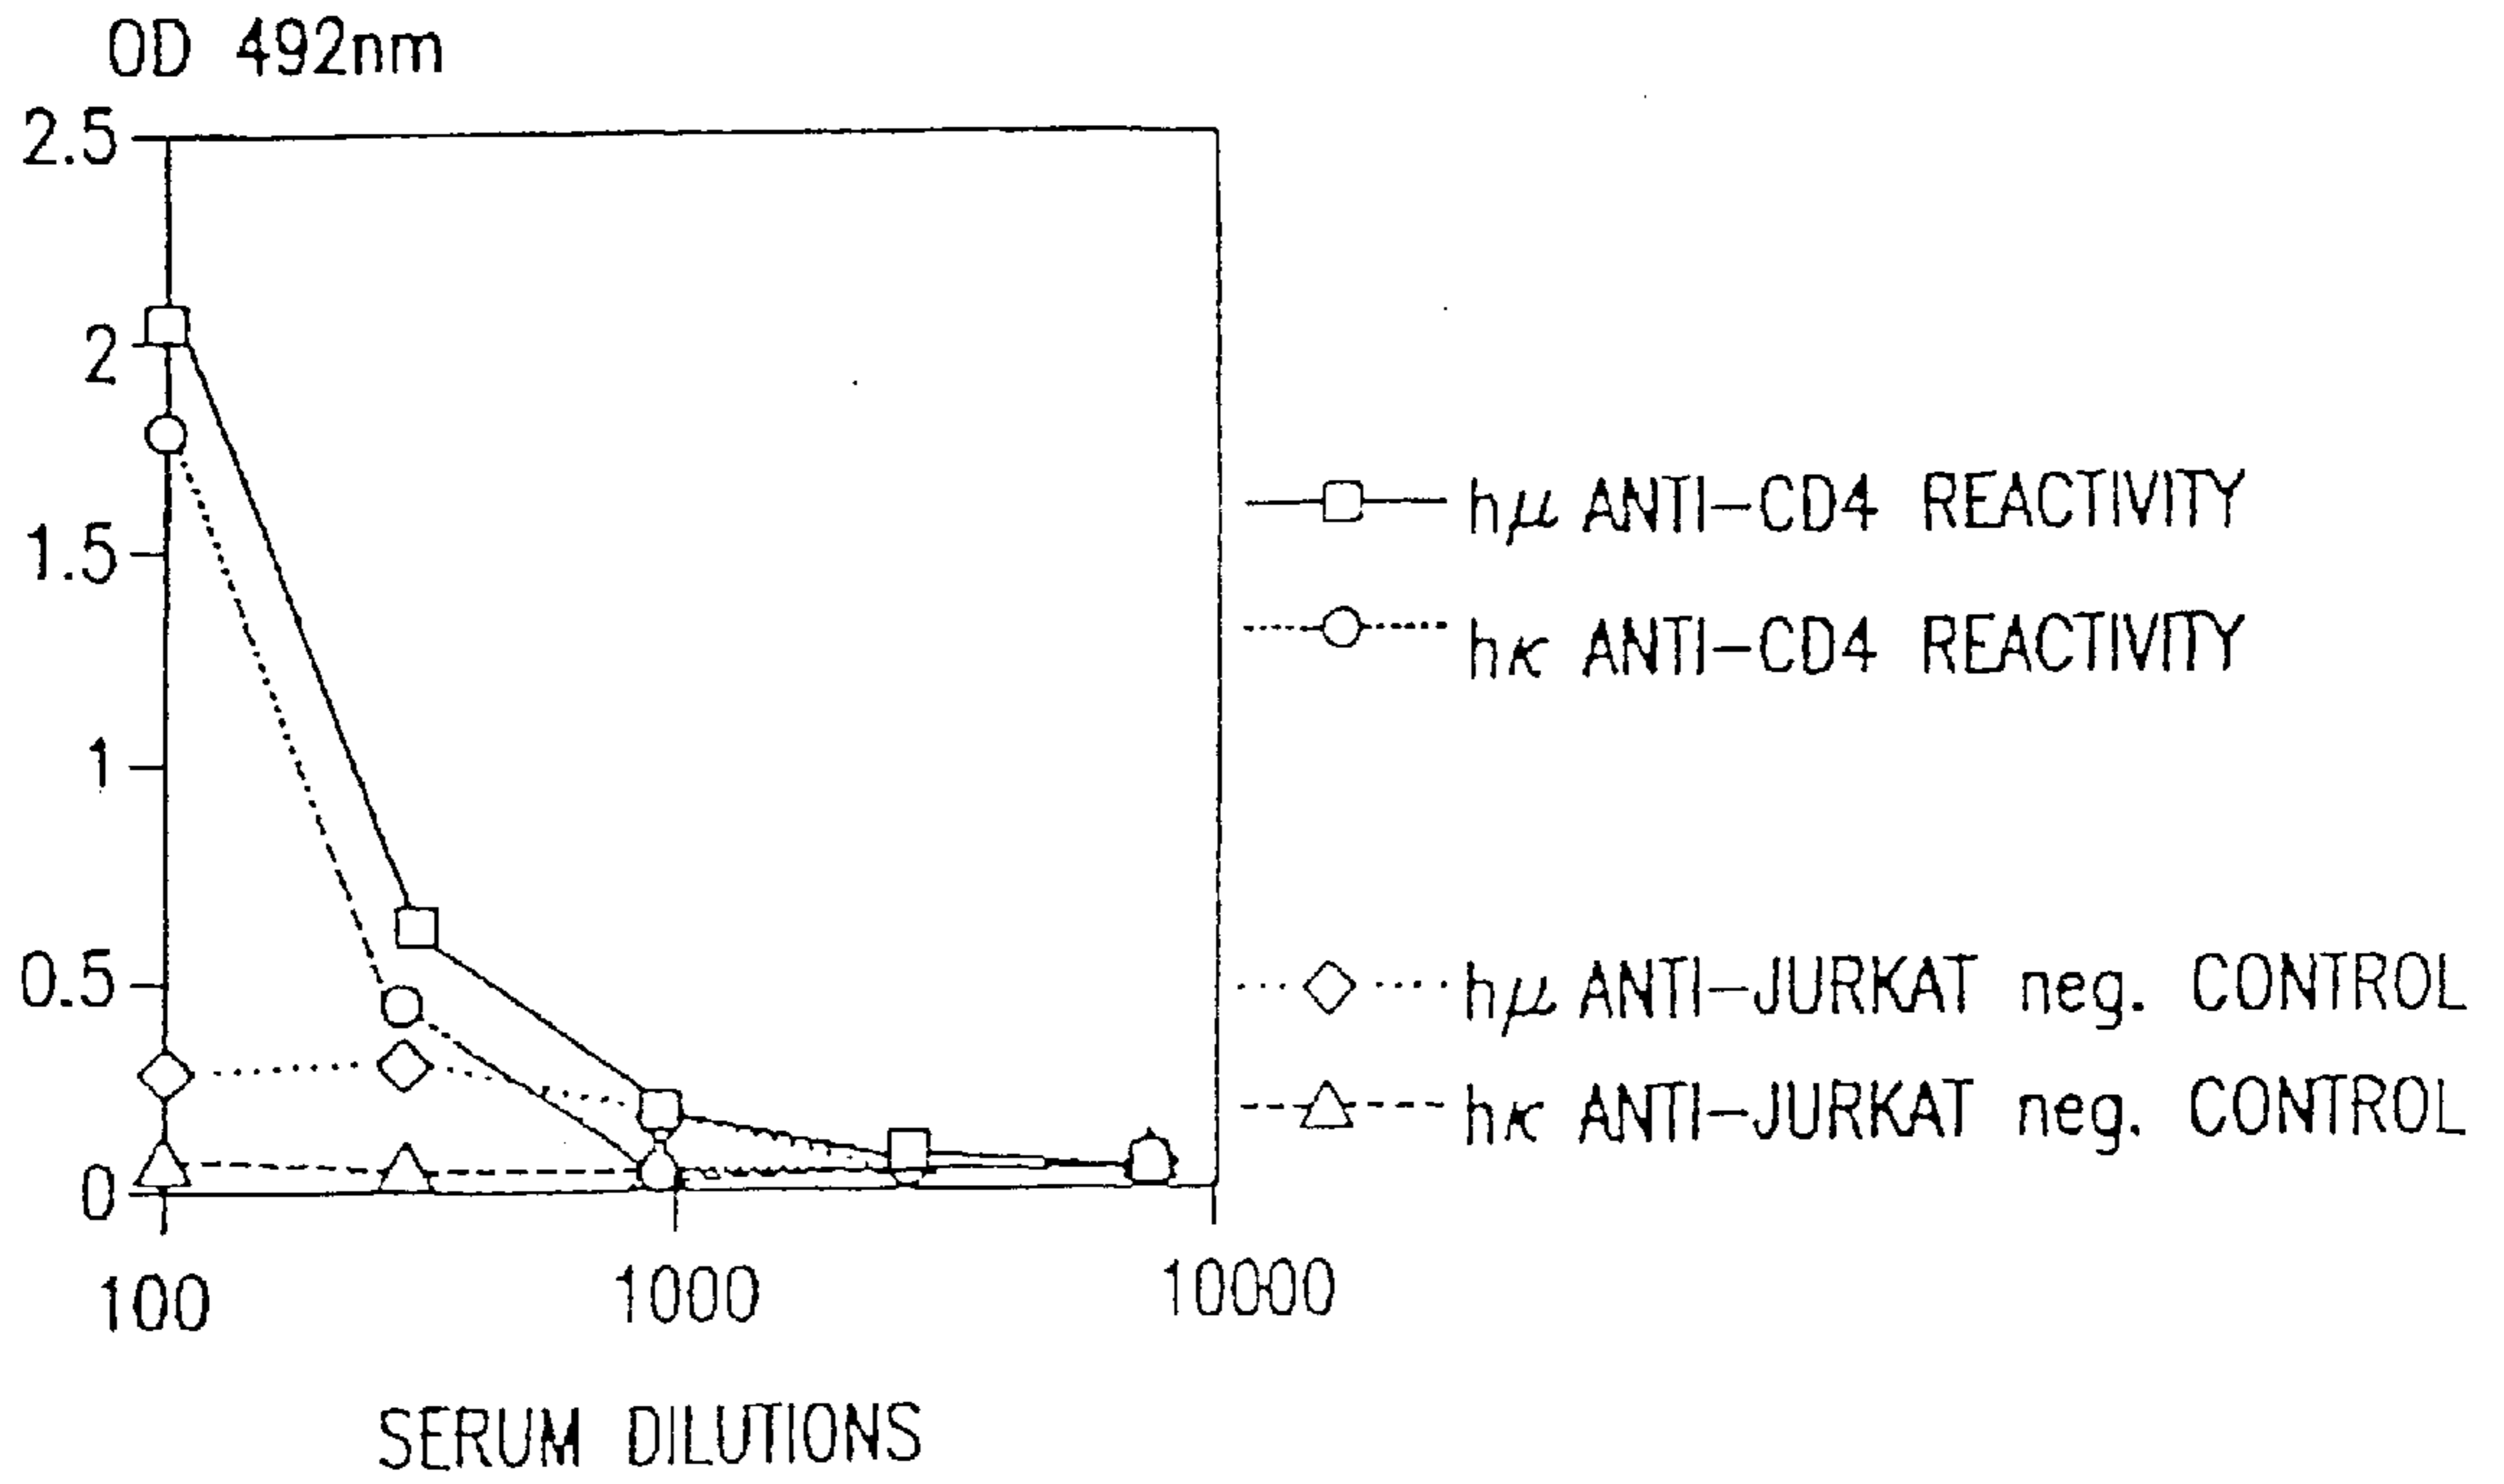 OD 492nm
2.5
2
1.5
1
0.5
0
100
1000
10000
SERUM DILUTIONS
hμ ANTI-CD4 REACTIVITY
hκ ANTI-CD4 REACTIVITY
hμ ANTI-JURKAT neg. CONTROL
hκ ANTI-JURKAT neg. CONTROL